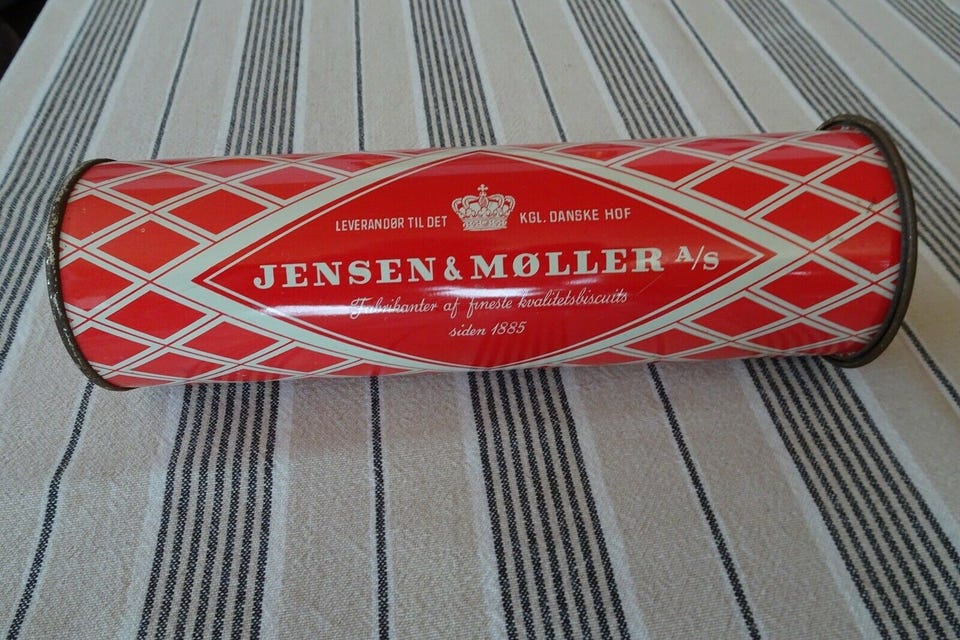 LEVERANDØR TIL DET KGL. DANSKE HOF
JENSEN & MØLLER A/S
Fabrikanter af fineste kvalitetsbiscuits
siden 1885